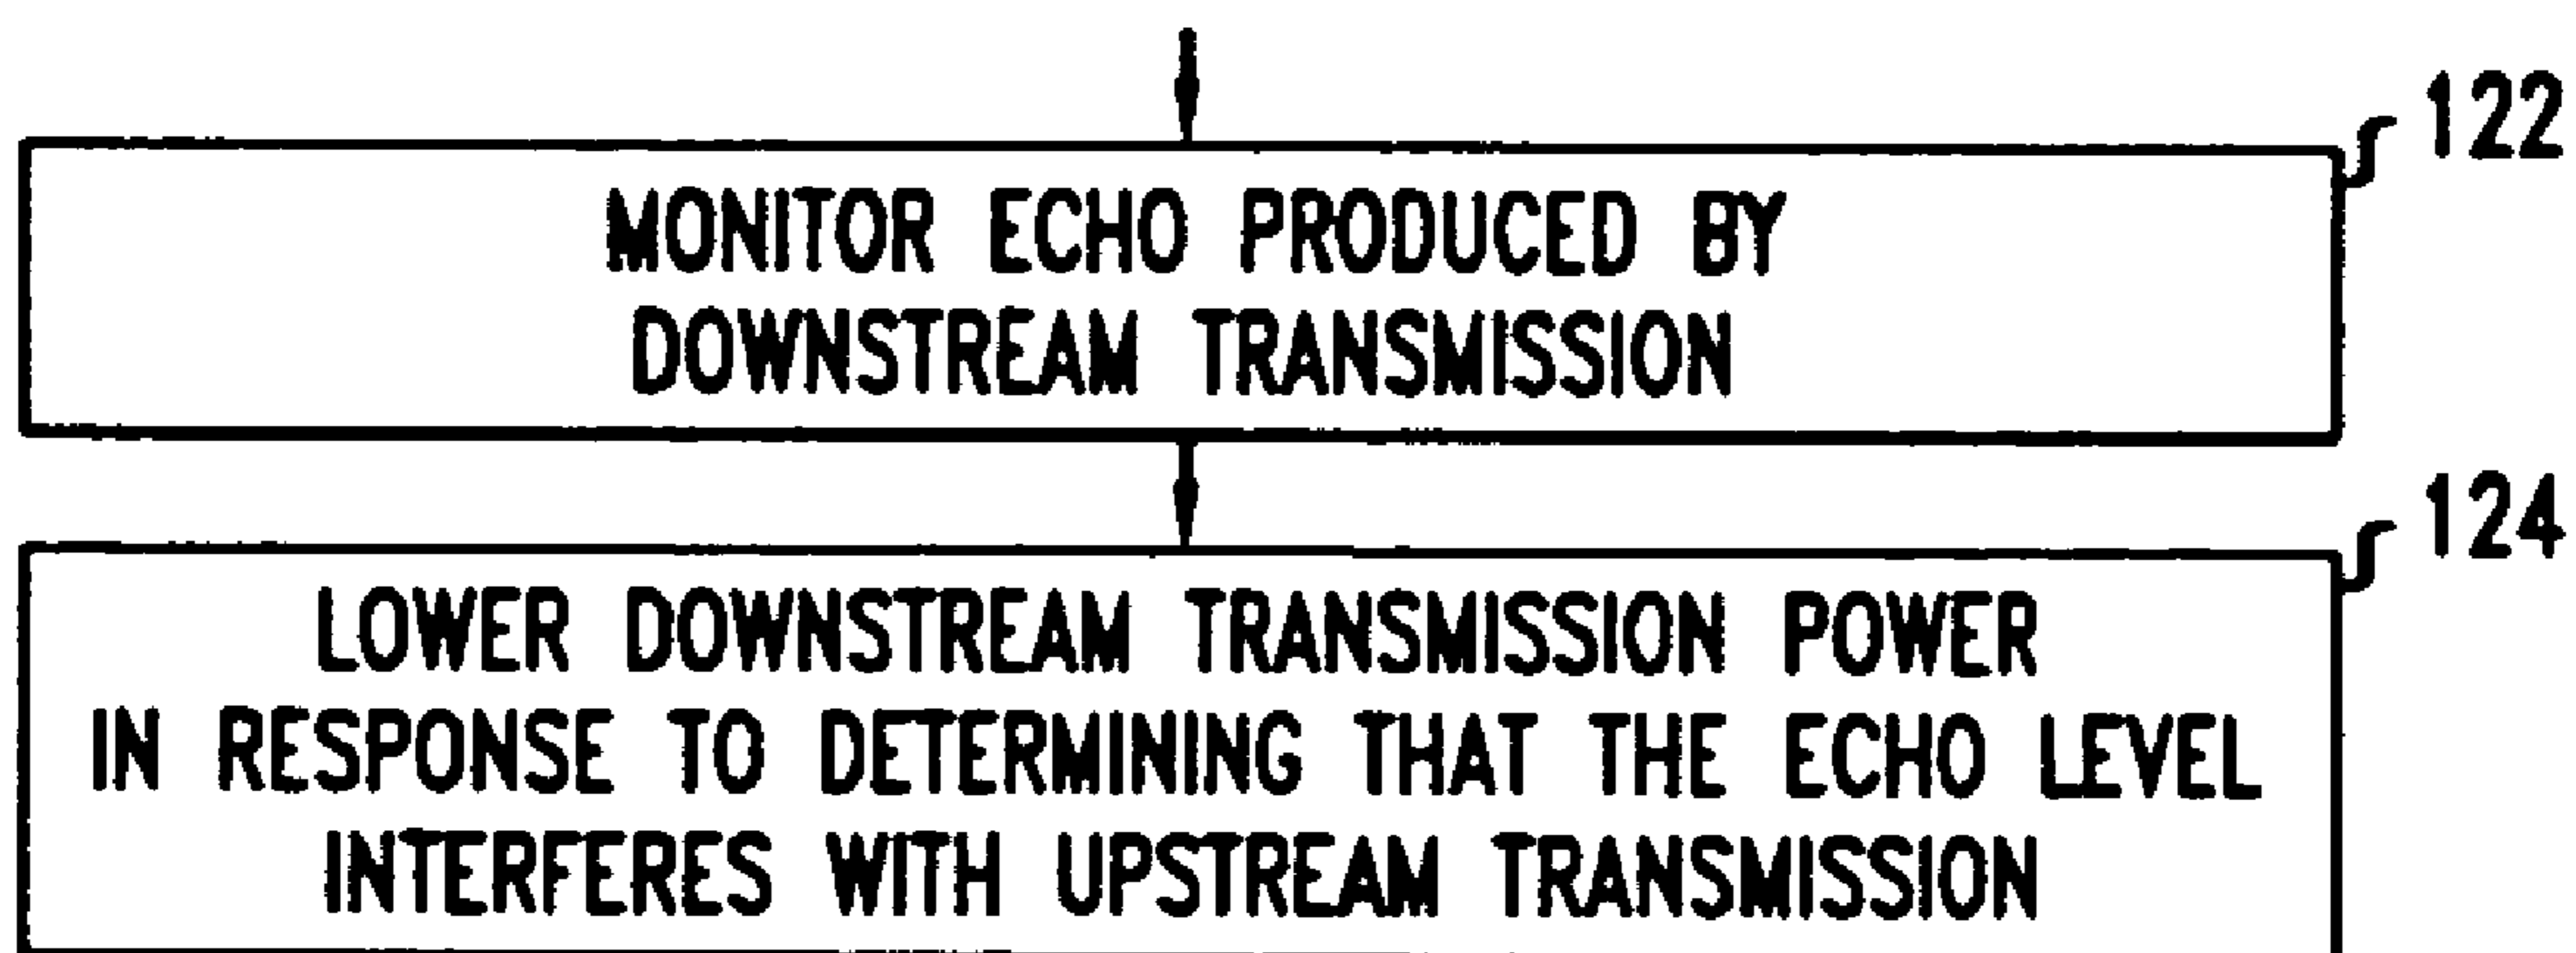 122
MONITOR ECHO PRODUCED BY
DOWNSTREAM TRANSMISSION
124
LOWER DOWNSTREAM TRANSMISSION POWER
IN RESPONSE TO DETERMINING THAT THE ECHO LEVEL
INTERFERES WITH UPSTREAM TRANSMISSION